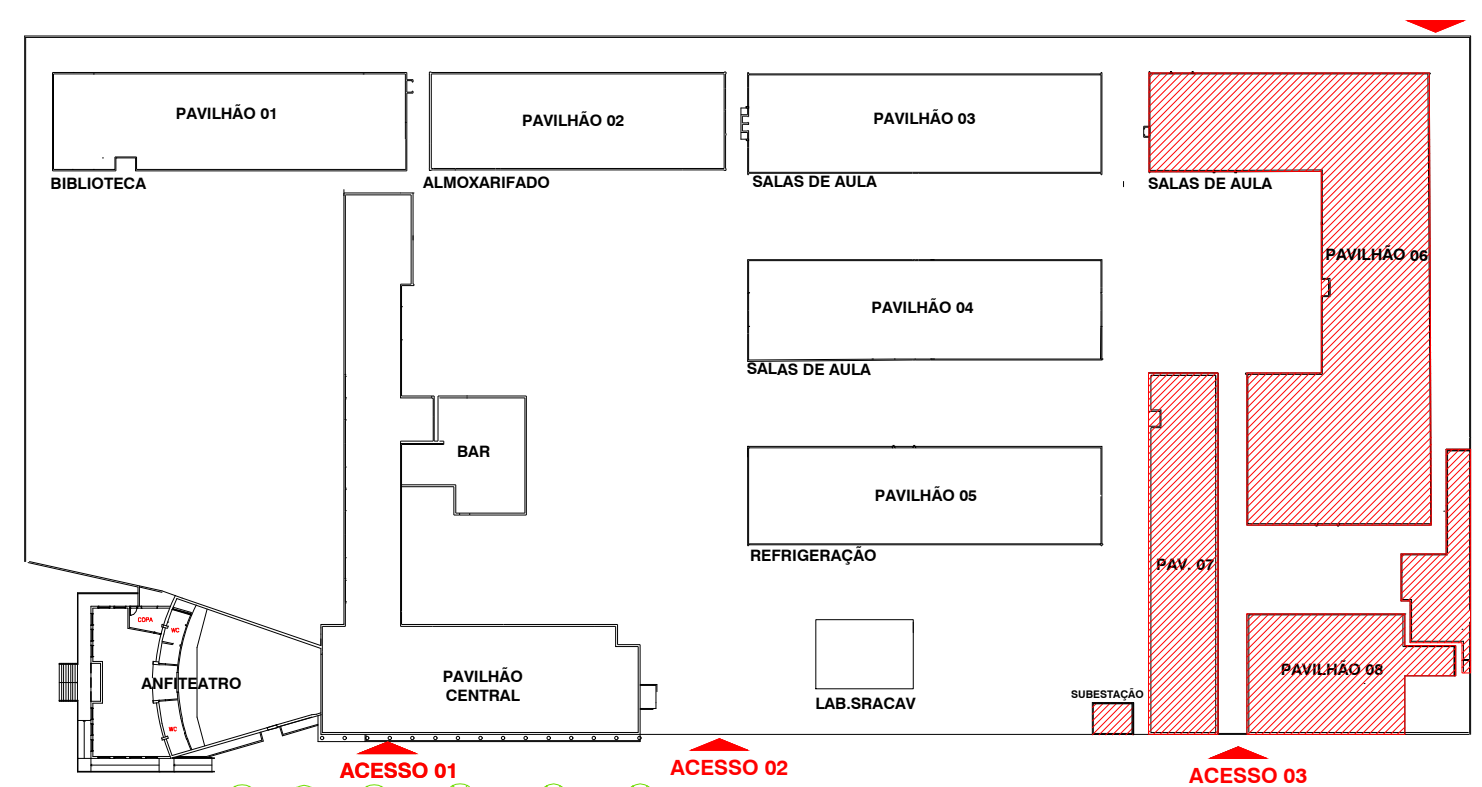 PAVILHÃO 01
PAVILHÃO 02
PAVILHÃO 03
BIBLIOTECA
ALMOXARIFADO
SALAS DE AULA
SALAS DE AULA
PAVILHÃO 06
PAVILHÃO 04
SALAS DE AULA
BAR
PAVILHÃO 05
REFRIGERAÇÃO
PAV. 07
COPA
WC
ANFITEATRO
PAVILHÃO
CENTRAL
PAVILHÃO 08
SUBESTAÇÃO
LAB.SRACAV
WC
ACESSO 01
ACESSO 02
ACESSO 03